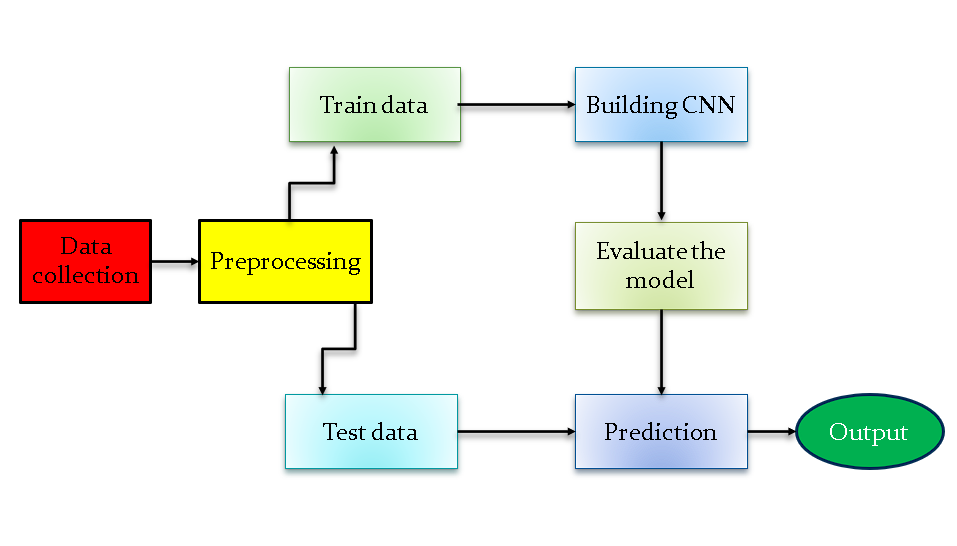 Train data
Building CNN
Data
collection
Preprocessing
Evaluate the
model
Test data
Prediction
Output